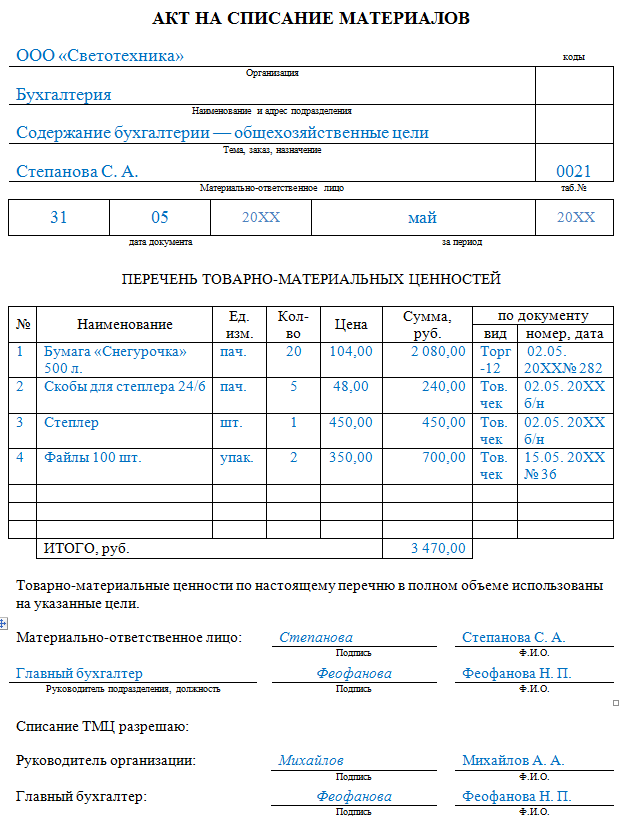 АКТ НА СПИСАНИЕ МАТЕРИАЛОВ
ООО «Светотехника»
коды
Организация
Бухгалтерия
Наименование и адрес подразделения
Содержание бухгалтерии — общехозяйственные цели
Тема, заказ, назначение
Степанова С. А. 0021
Материально-ответственное лицо таб.№
31 05 20XX май 20XX
дата документа за период
ПЕРЕЧЕНЬ ТОВАРНО-МАТЕРИАЛЬНЫХ ЦЕННОСТЕЙ
№ Наименование Ед. изм. Кол-во Цена Сумма, руб. по документу
вид номер, дата
1 Бумага «Снегурочка» пач. 20 104,00 2 080,00 Торг 02.05.
500 л. -12 20XX№ 282
2 Скобы для степлера 24/6 пач. 5 48,00 240,00 Тов. 02.05. 20XX
чек б/н
3 Степлер шт. 1 450,00 450,00 Тов. 02.05. 20XX
чек б/н
4 Файлы 100 шт. упак. 2 350,00 700,00 Тов. 15.05. 20XX
чек № 36
ИТОГО, руб. 3 470,00
Товарно-материальные ценности по настоящему перечню в полном объеме использованы
на указанные цели.
Материально-ответственное лицо: Степанова Степанова С. А.
Подпись Ф.И.О.
Главный бухгалтер Феофанова Феофанова Н. П.
Руководитель подразделения, должность Подпись Ф.И.О.
Списание ТМЦ разрешаю:
Руководитель организации: Михайлов Михайлов А. А.
Подпись Ф.И.О.
Главный бухгалтер: Феофанова Феофанова Н. П.
Подпись Ф.И.О.